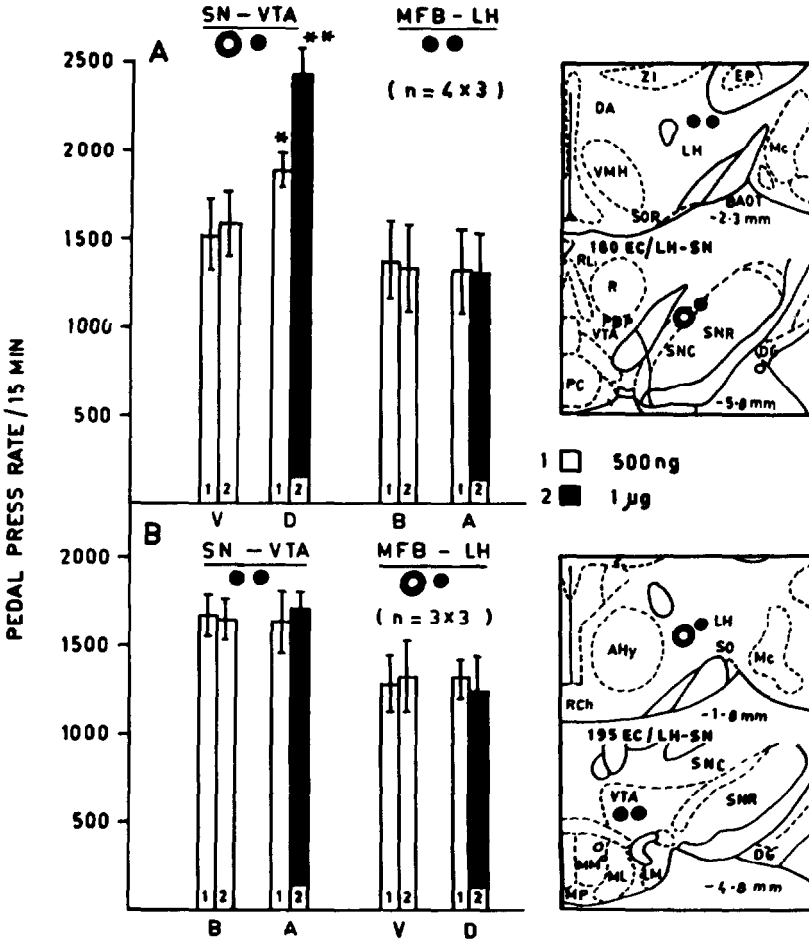 SN – VTA
MFB – LH
A
**
( n = 4 x 3 )
*
2500
2000
1500
1000
500
PEDAL PRESS RATE / 15 MIN
1 2 1 2 1 2 1 2
V D B A
ZI EP
DA
LH Mc
VMH
SOR BAOT
-2.3 mm
180 EC/LH-SN
RL
R
VTA SNR
SNC
PC
-5.8 mm
1 500ng
2 1 µg
B
SN – VTA
MFB – LH
( n = 3 x 3 )
2000
1500
1000
500
1 2 1 2 1 2 1 2
B A V D
LH
AHy SO Mc
RCh
-1.8 mm
195 EC/LH-SN
SNC
VTA SNR
MM DG
ML LM
MP
-4.8 mm